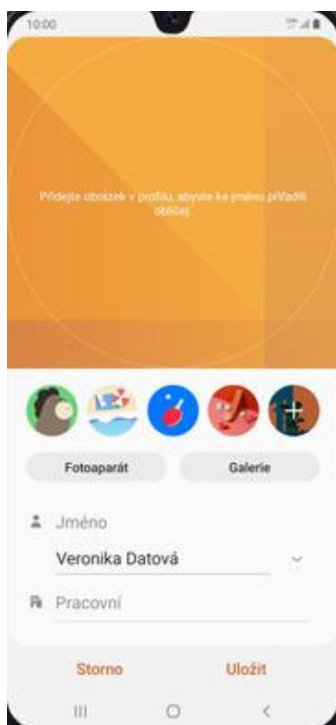 10:00
Přidejte obrázek v profilu, abyste ke jménu přiřadili
obličej.
Fotoaparát
Galerie
Jméno
Veronika Datová
Pracovní
Storno
Uložit